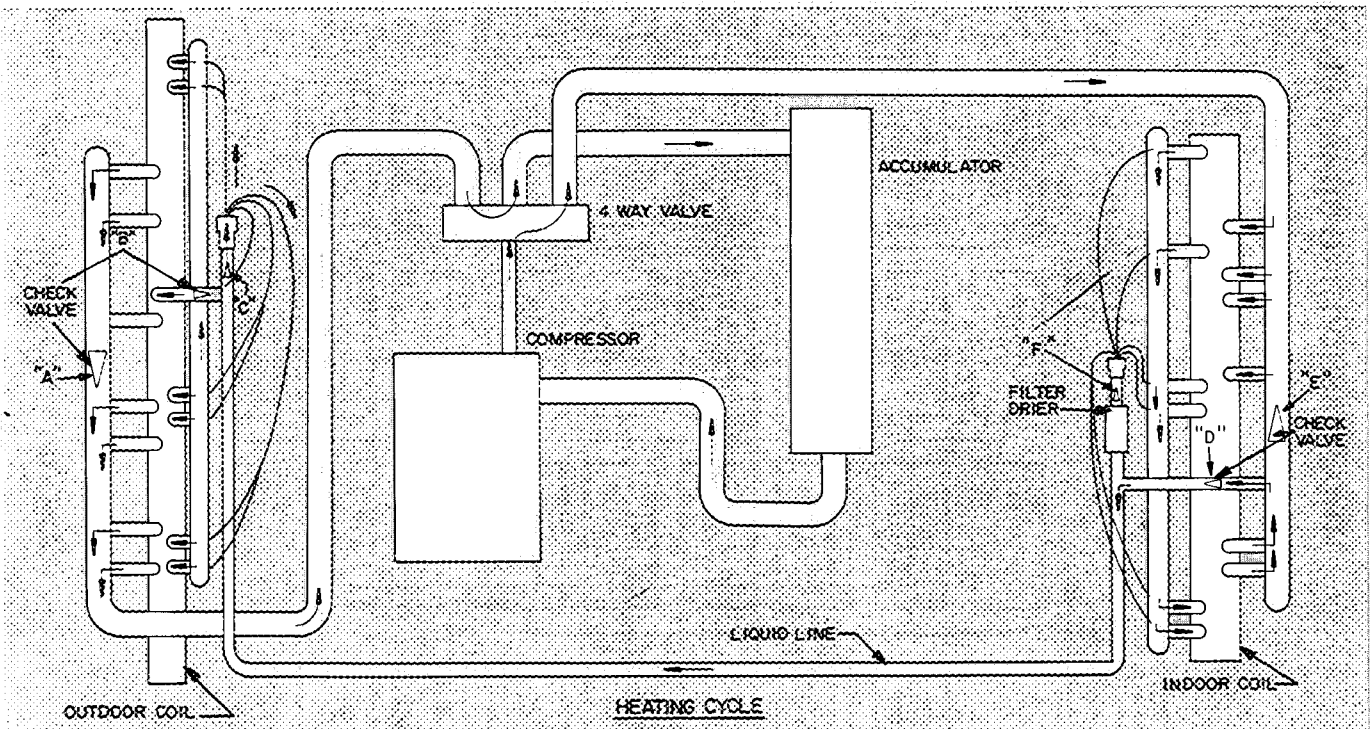 ACCUMULATOR
4 WAY VALVE
"B"
CHECK
VALVE
"C"
"A"
COMPRESSOR
"F"
FILTER
DRIER
"E"
CHECK
VALVE
"D"
LIQUID LINE
INDOOR COIL
OUTDOOR COIL
HEATING CYCLE